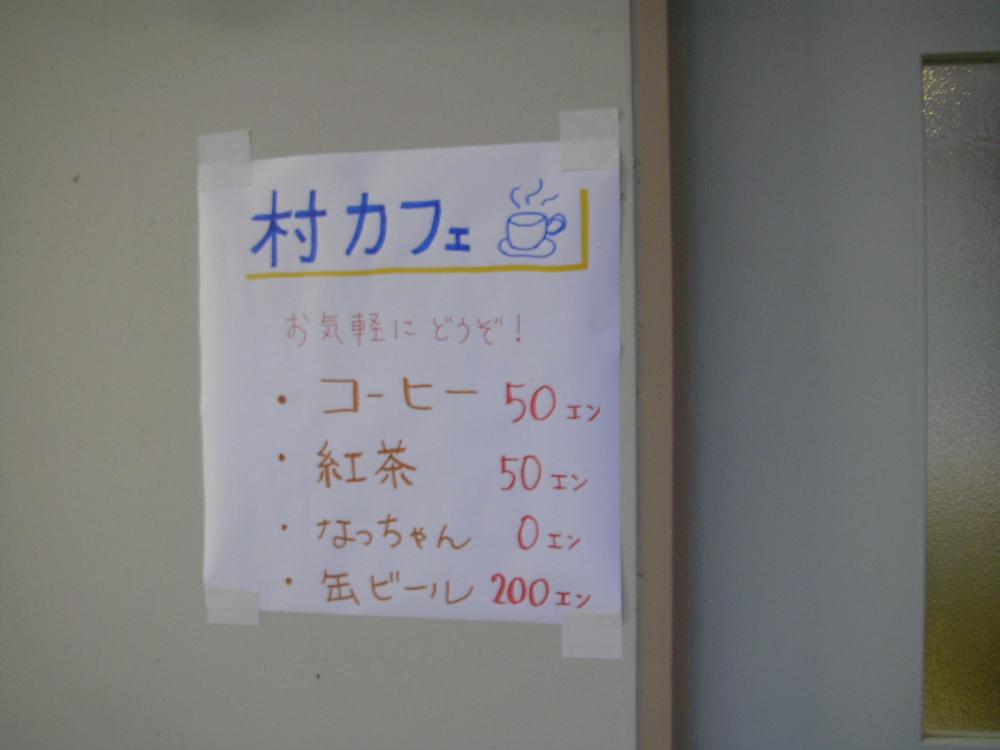 村カフェ
お気軽にどうぞ!
・コーヒー 50エン
・紅茶 50エン
・なっちゃん 0エン
・缶ビール 200エン